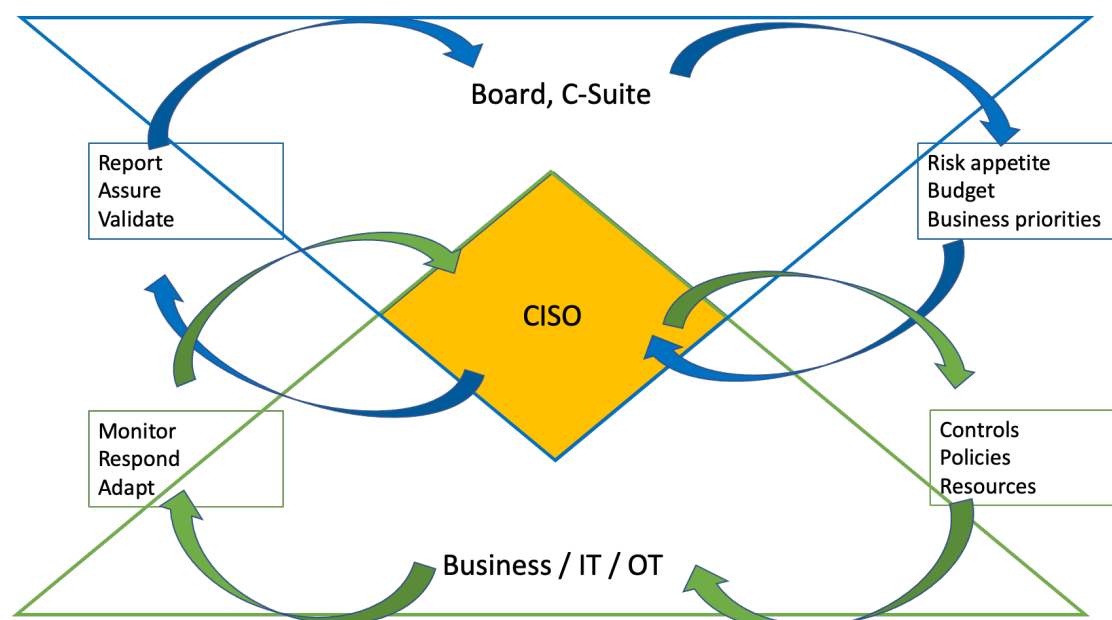 Board, C-Suite
Report
Assure
Validate
Risk appetite
Budget
Business priorities
CISO
Monitor
Respond
Adapt
Controls
Policies
Resources
Business / IT / OT